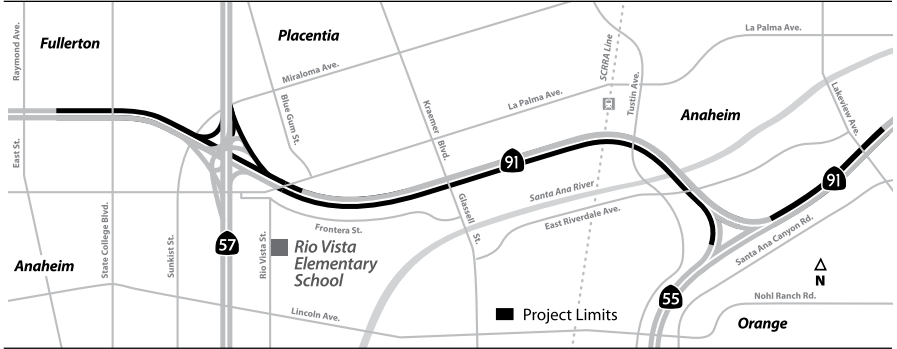 Raymond Ave.
Fullerton
Placentia
La Palma Ave.
SCRRA Line
Miraloma Ave.
Blue Gum St.
Kraemer Blvd.
La Palma Ave.
Tustin Ave.
Anaheim
Lakeview Ave.
East St.
91
91
Santa Ana River
East Riverdale Ave.
Glassell St.
Frontera St.
State College Blvd.
Sunkist St.
57
Rio Vista St.
Rio Vista
Elementary
School
Anaheim
Santa Ana Canyon Rd.
N
55
Nohl Ranch Rd.
Lincoln Ave.
Project Limits
Orange